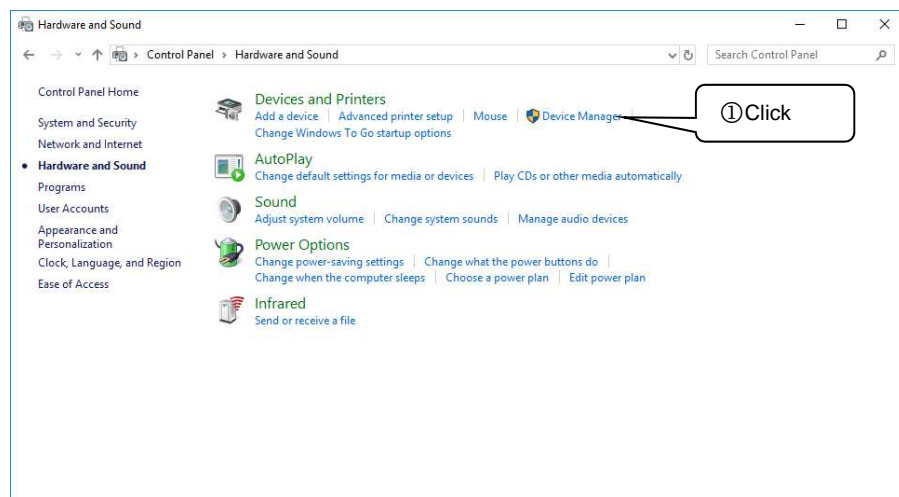 Hardware and Sound
Control Panel > Hardware and Sound
Search Control Panel
Control Panel Home
System and Security
Network and Internet
Hardware and Sound
Programs
User Accounts
Appearance and
Personalization
Clock, Language, and Region
Ease of Access
Devices and Printers
Add a device | Advanced printer setup | Mouse | Device Manager
Change Windows To Go startup options
AutoPlay
Change default settings for media or devices | Play CDs or other media automatically
Sound
Adjust system volume | Change system sounds | Manage audio devices
Power Options
Change power-saving settings | Change what the power buttons do |
Change when the computer sleeps | Choose a power plan | Edit power plan
Infrared
Send or receive a file
①Click